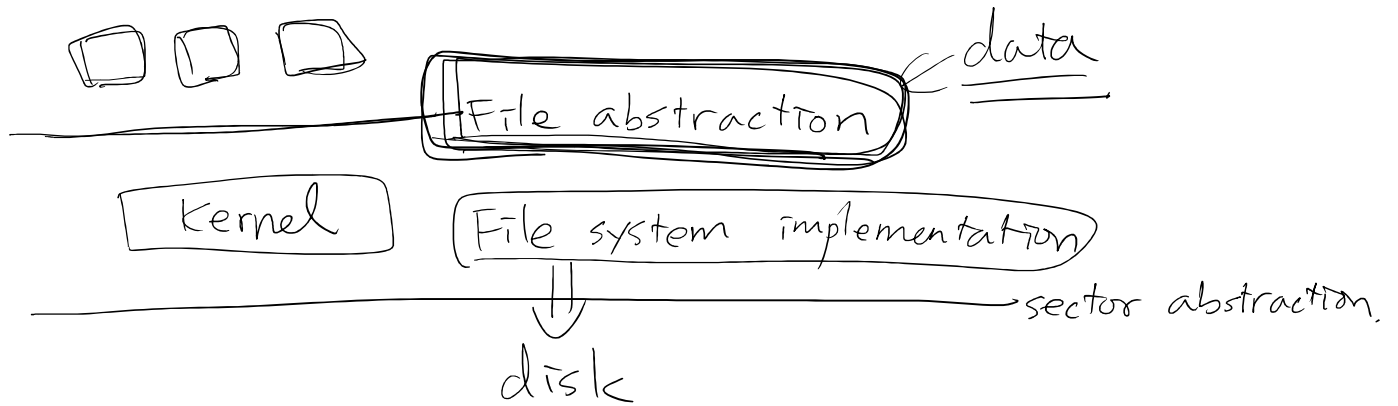 data
File abstraction
Kernel
File system implementation
sector abstraction.
disk